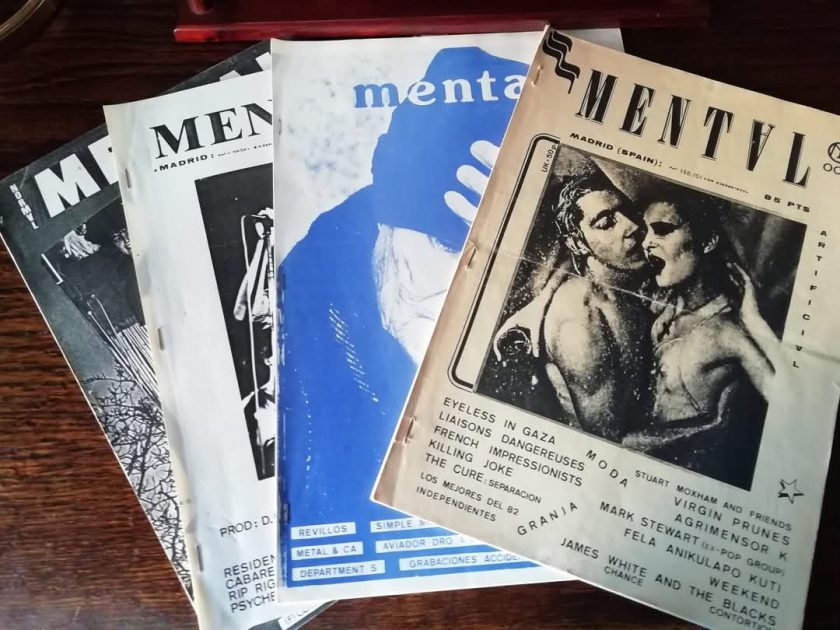 MENTAL
MADRID (SPAIN):
85 PTS
UK-50p
ARTIFICIAL
EYELESS IN GAZA
LIAISONS DANGEREUSES
FRENCH IMPRESSIONISTS
KILLING JOKE
THE CURE: SEPARACION
LOS MEJORES DEL 82
INDEPENDIENTES
MODA
GRANJA
STUART MOXHAM AND FRIENDS
VIRGIN PRUNES
AGRIMENSOR K
MARK STEWART (EX-POP GROUP)
FELA ANIKULAPO KUTI
WEEKEND
JAMES WHITE AND THE BLACKS
CHANCE
CONTORTIO
menta
REVILLOS
SIMPLE M
METAL & CA
AVIADOR DRO &
DEPARTMENT S
GRABACIONES ACCIDE
MEN
MADRID:
PROD: D.
RESIDEN
CABARE
RIP RIG
PSYCHE
ME